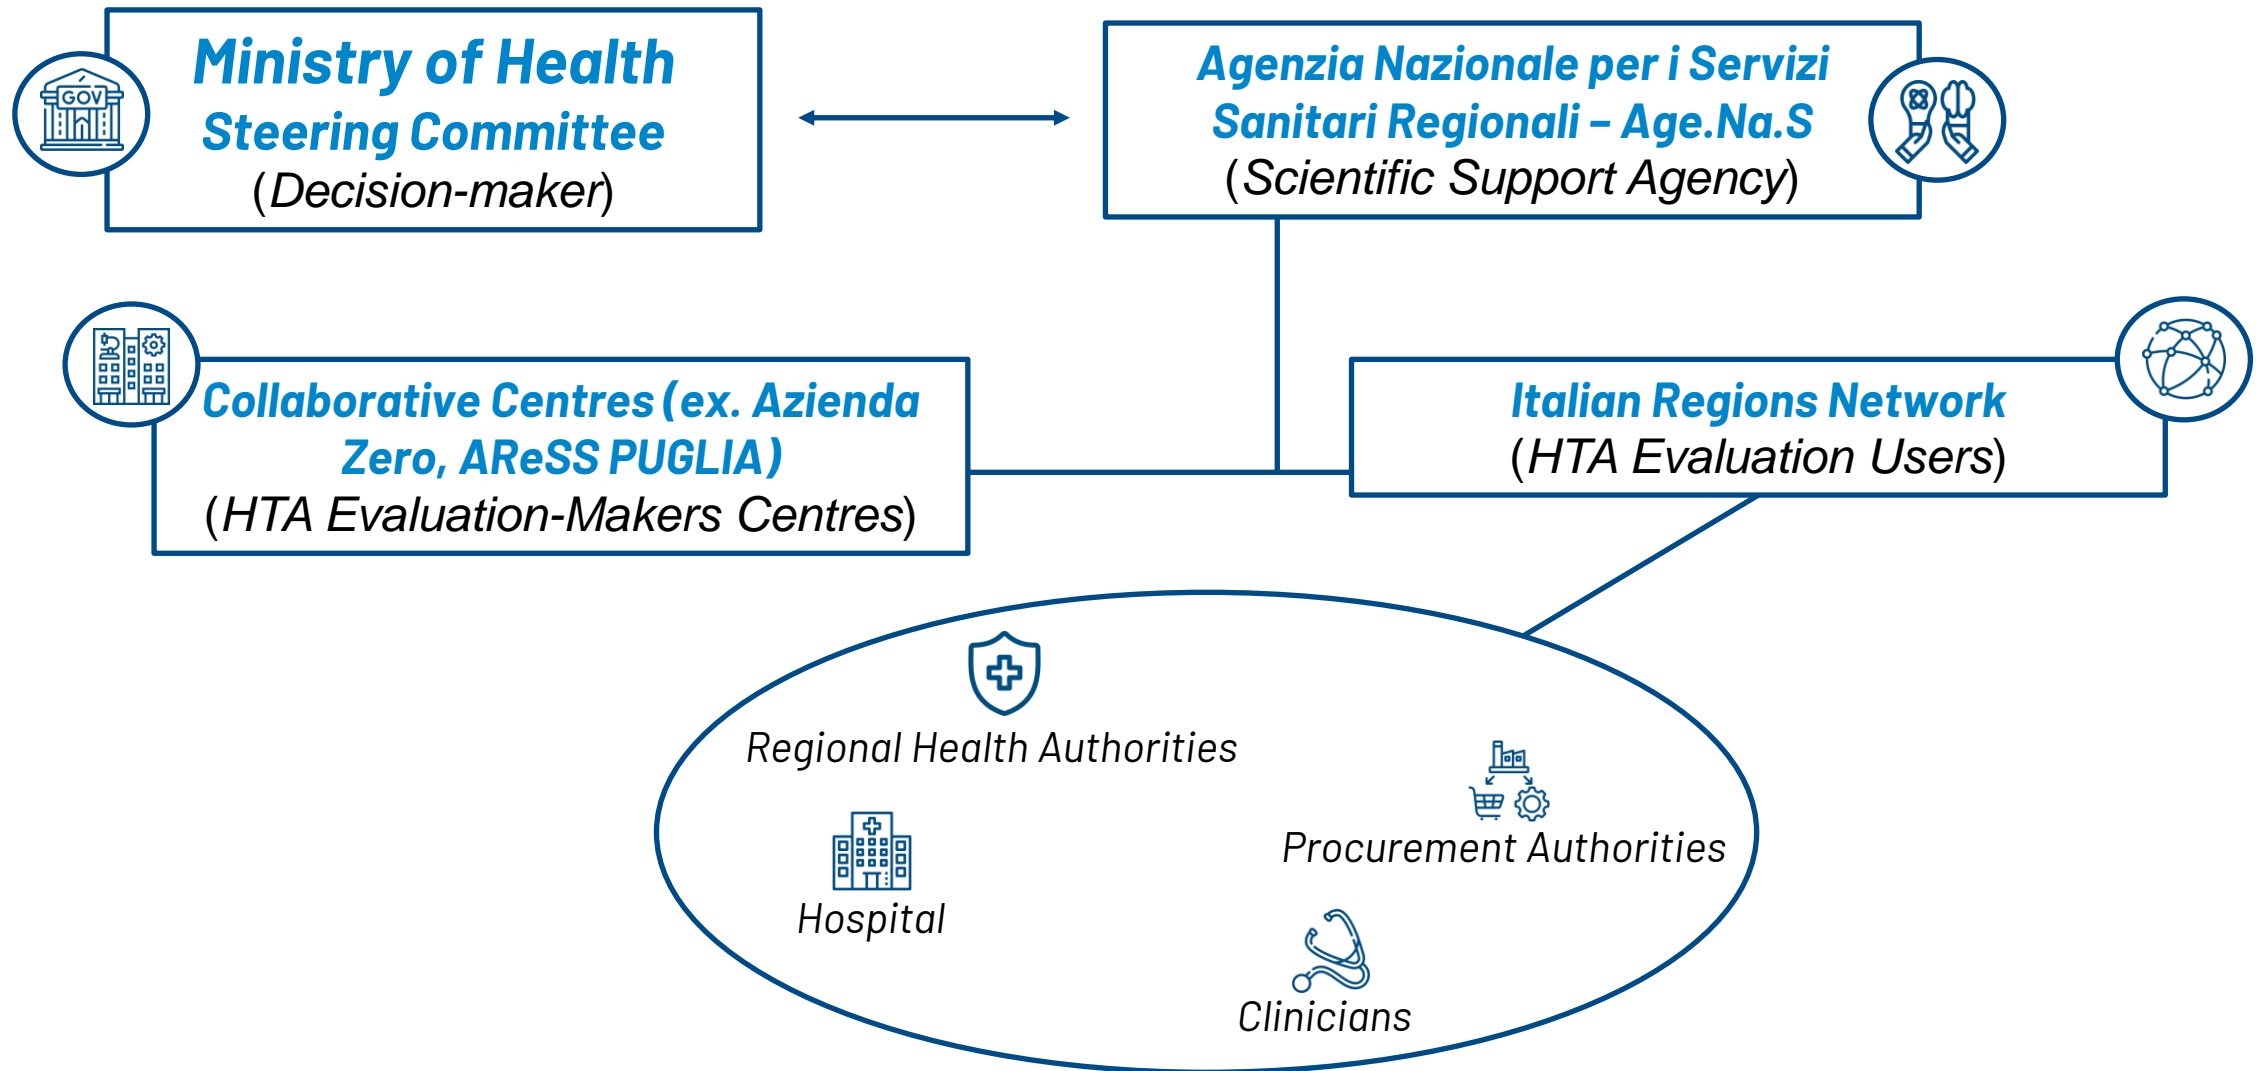 GOV
Ministry of Health
Steering Committee
(Decision-maker)
Agenzia Nazionale per i Servizi
Sanitari Regionali – Age.Na.S
(Scientific Support Agency)
Collaborative Centres (ex. Azienda
Zero, AReSS PUGLIA)
(HTA Evaluation-Makers Centres)
Italian Regions Network
(HTA Evaluation Users)
Regional Health Authorities
Procurement Authorities
Hospital
Clinicians